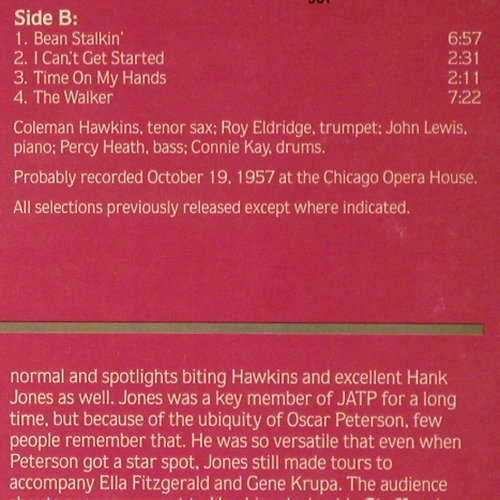 Side B:
1. Bean Stalkin' 6:57
2. I Can't Get Started 2:31
3. Time On My Hands 2:11
4. The Walker 7:22
Coleman Hawkins, tenor sax; Roy Eldridge, trumpet; John Lewis,
piano; Percy Heath, bass; Connie Kay, drums.
Probably recorded October 19, 1957 at the Chicago Opera House.
All selections previously released except where indicated.
normal and spotlights biting Hawkins and excellent Hank
Jones as well. Jones was a key member of JATP for a long
time, but because of the ubiquity of Oscar Peterson, few
people remember that. He was so versatile that even when
Peterson got a star spot, Jones still made tours to
accompany Ella Fitzgerald and Gene Krupa. The audience